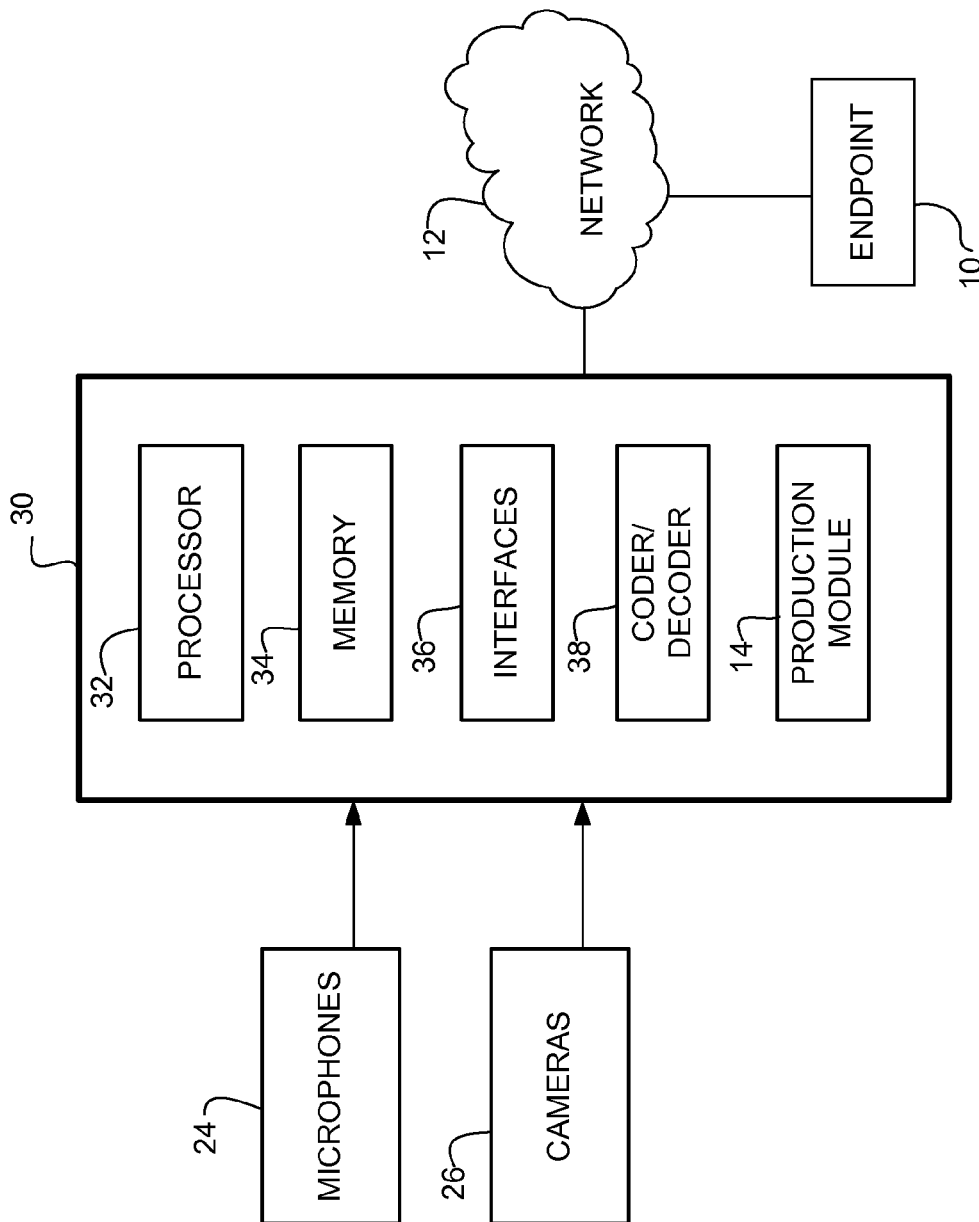 30
32
PROCESSOR
34
MEMORY
36
INTERFACES
38
CODER/
DECODER
14
PRODUCTION
MODULE
24
MICROPHONES
26
CAMERAS
12
NETWORK
ENDPOINT
10